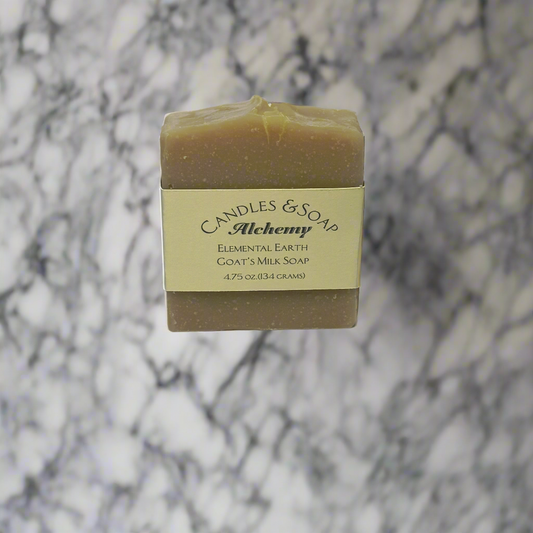 Candles & Soap
Alchemy
Elemental Earth
Goat's Milk Soap
4.75 oz.(134 grams)